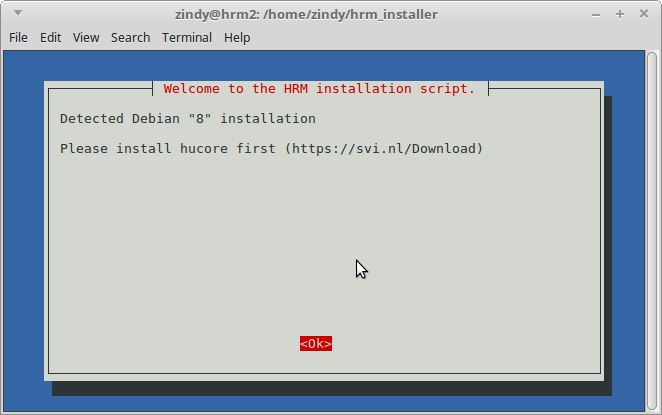 zindy@hrm2: /home/zindy/hrm_installer
File Edit View Search Terminal Help
Welcome to the HRM installation script.
Detected Debian "8" installation
Please install hucore first (https://svi.nl/Download)
<Ok>